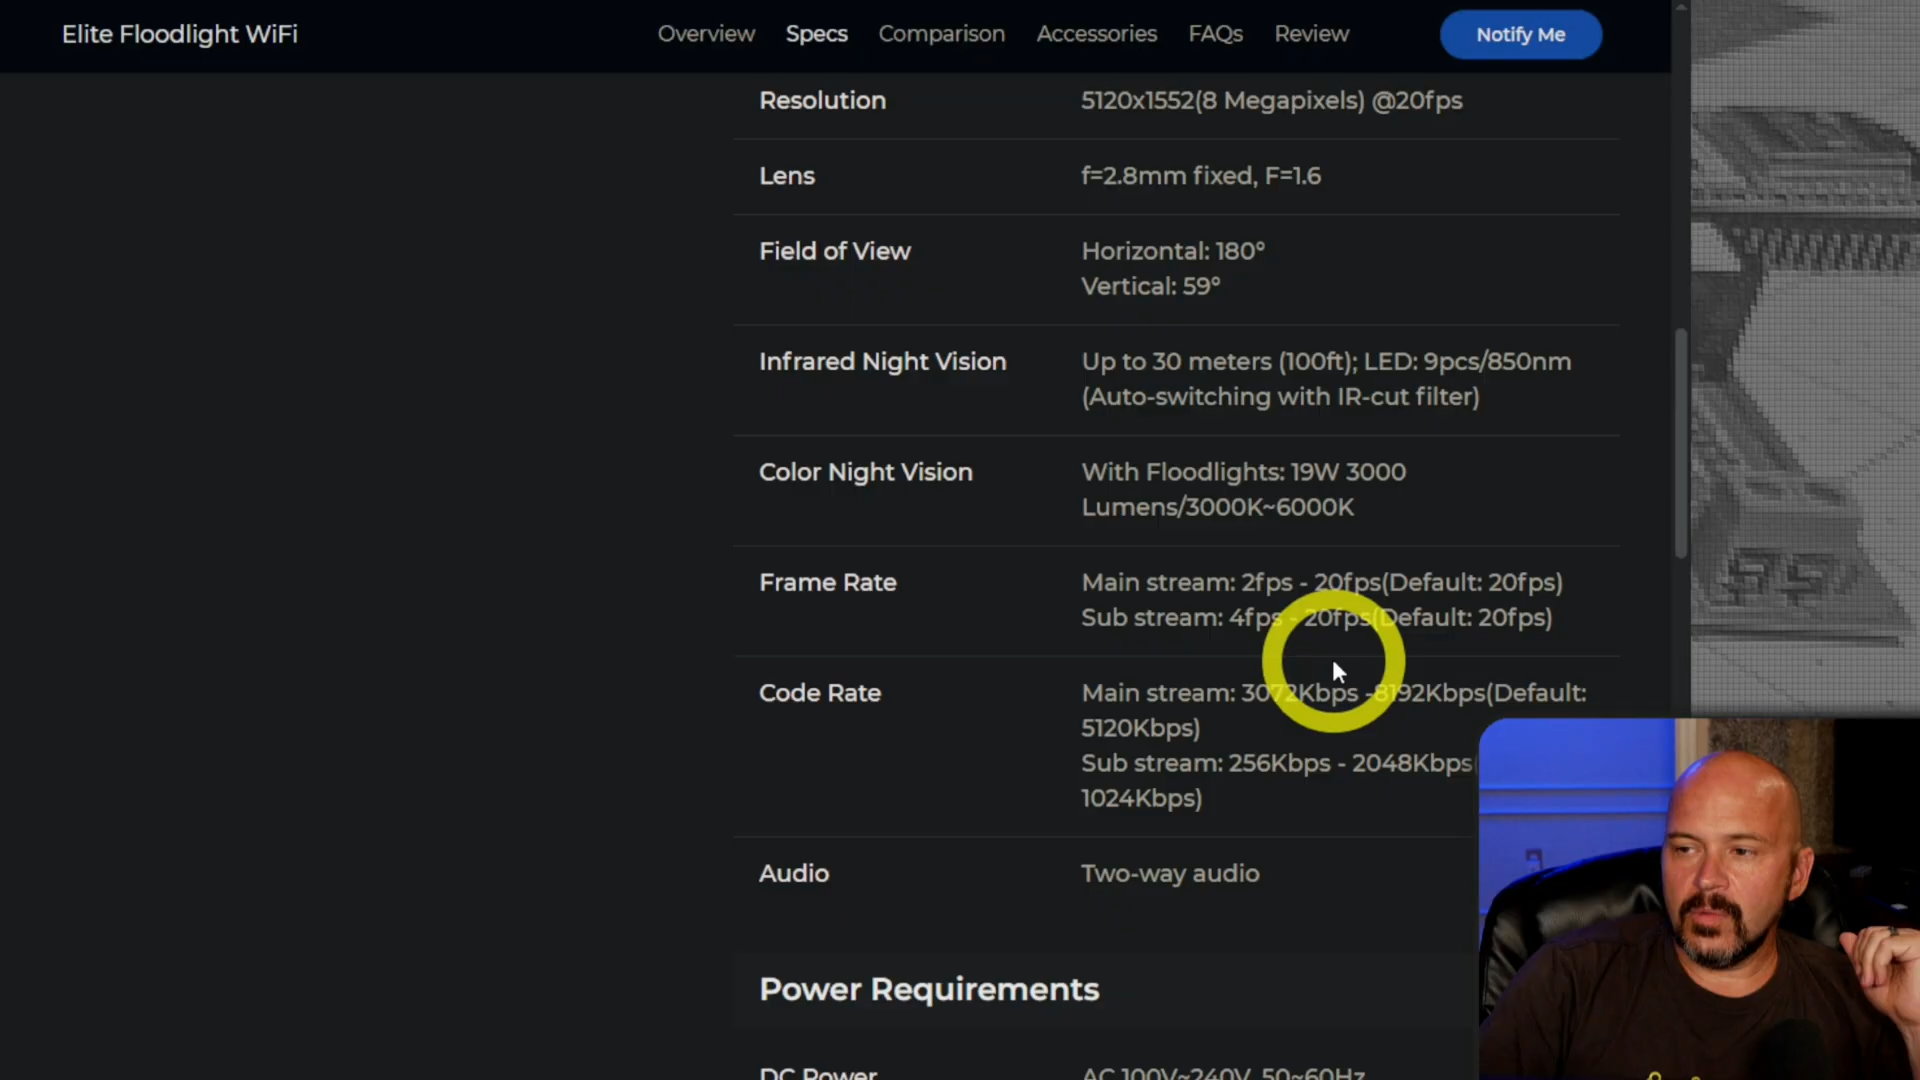 Elite Floodlight WiFi
Overview Specs Comparison Accessories FAQs Review Notify Me
Resolution 5120x1552(8 Megapixels) @20fps
Lens f=2.8mm fixed, F=1.6
Field of View Horizontal: 180°
Vertical: 59°
Infrared Night Vision Up to 30 meters (100ft); LED: 9pcs/850nm
(Auto-switching with IR-cut filter)
Color Night Vision With Floodlights: 19W 3000
Lumens/3000K~6000K
Frame Rate Main stream: 2fps - 20fps(Default: 20fps)
Sub stream: 4fps - 20fps(Default: 20fps)
Code Rate Main stream: 3072Kbps -8192Kbps(Default:
5120Kbps)
Sub stream: 256Kbps - 2048Kbps(
1024Kbps)
Audio Two-way audio
Power Requirements
DC Power AC 100V~240V, 50~60Hz